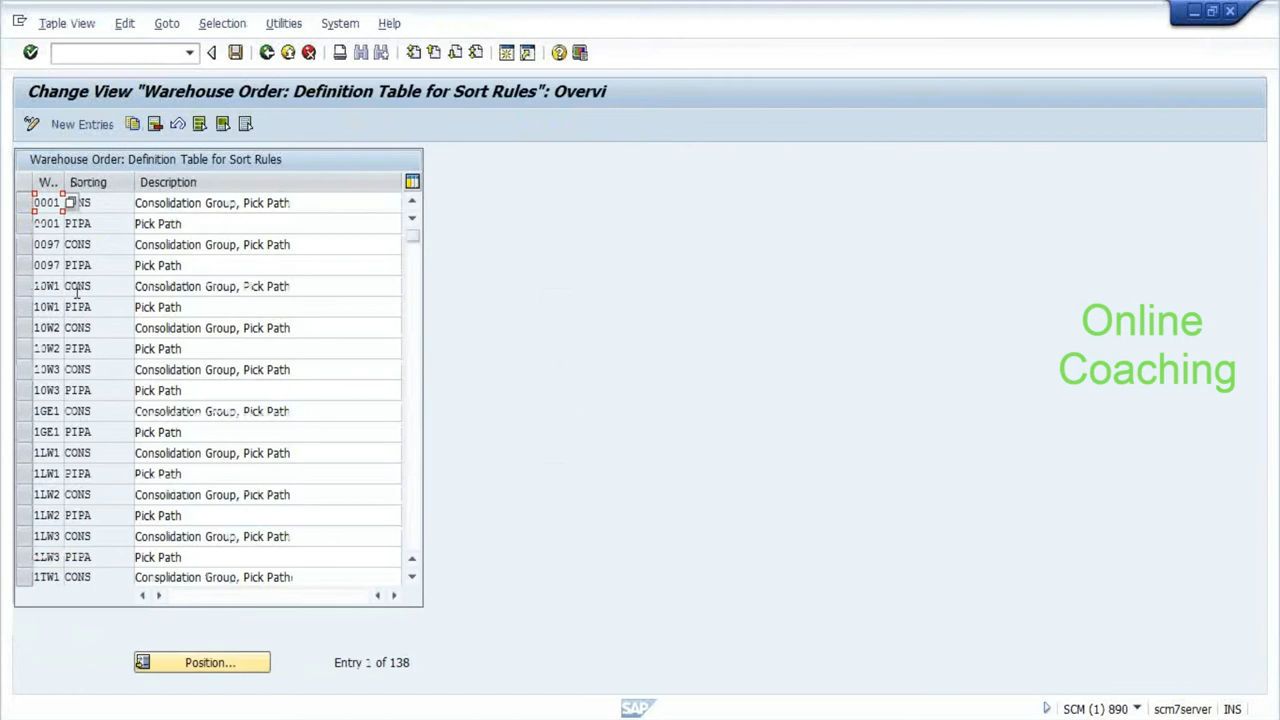 Table View Edit Goto Selection Utilities System Help
Change View "Warehouse Order: Definition Table for Sort Rules": Overvi
New Entries
Warehouse Order: Definition Table for Sort Rules
W.. Sorting Description
0001 NS Consolidation Group, Pick Path
0001 PIPA Pick Path
0097 CONS Consolidation Group, Pick Path
0097 PIPA Pick Path
10W1 CONS Consolidation Group, Pick Path
10W1 PIPA Pick Path
10W2 CONS Consolidation Group, Pick Path
10W2 PIPA Pick Path
10W3 CONS Consolidation Group, Pick Path
10W3 PIPA Pick Path
1GE1 CONS Consolidation Group, Pick Path
1GE1 PIPA Pick Path
1LW1 CONS Consolidation Group, Pick Path
1LW1 PIPA Pick Path
1LW2 CONS Consolidation Group, Pick Path
1LW2 PIPA Pick Path
1LW3 CONS Consolidation Group, Pick Path
1LW3 PIPA Pick Path
1TW1 CONS Consolidation Group, Pick Path
Position... Entry 1 of 138
Online
Coaching
SAP SCM (1) 890 scm7server INS